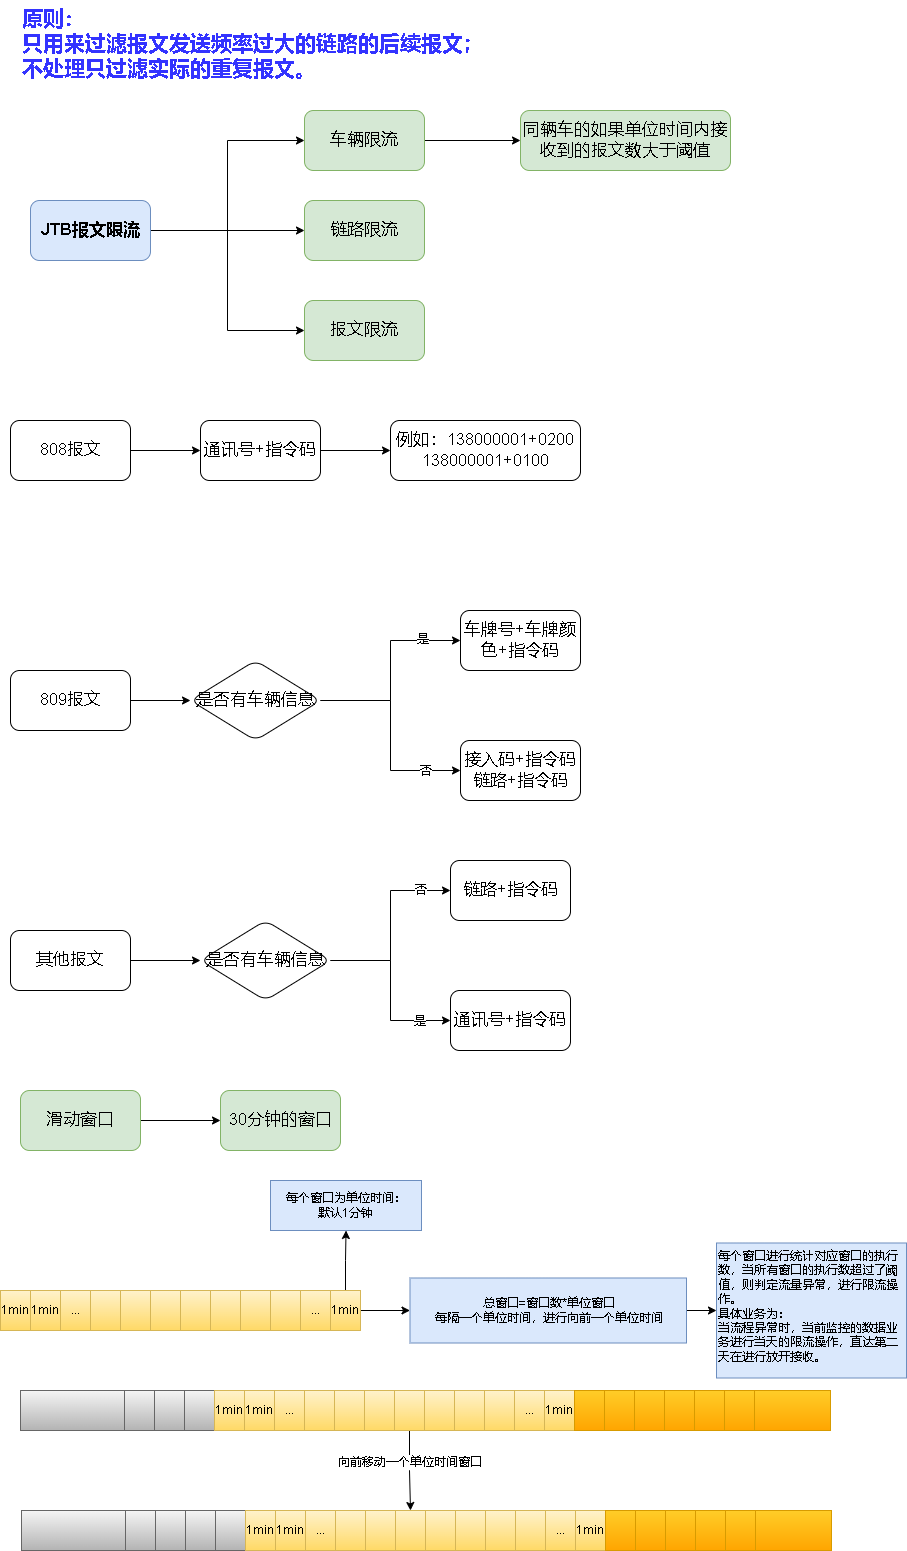 原则：
只用来过滤报文发送频率过大的链路的后续报文；
不处理只过滤实际的重复报文。
车辆限流
同辆车的如果单位时间内接
收到的报文数大于阈值
JTB报文限流
链路限流
报文限流
808报文
通讯号+指令码
例如：138000001+0200
138000001+0100
809报文
是否有车辆信息
是
车牌号+车牌颜
色+指令码
否
接入码+指令码
链路+指令码
其他报文
是否有车辆信息
否
链路+指令码
是
通讯号+指令码
滑动窗口
30分钟的窗口
每个窗口为单位时间：
默认1分钟
1min
1min
...
...
1min
总窗口=窗口数*单位窗口
每隔一个单位时间，进行向前一个单位时间
每个窗口进行统计对应窗口的执行
数，当所有窗口的执行数超过了阈
值，则判定流量异常，进行限流操
作。
具体业务为：
当流程异常时，当前监控的数据业
务进行当天的限流操作，直达第二
天在进行放开接收。
1min
1min
...
...
1min
向前移动一个单位时间窗口
1min
1min
...
...
1min